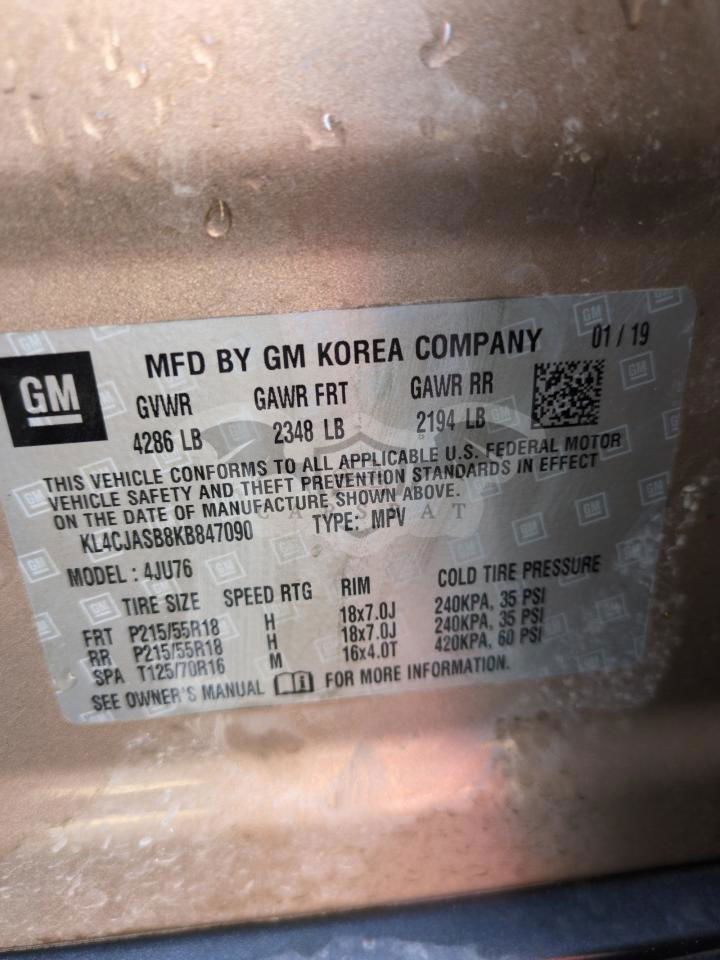 GM
MFD BY GM KOREA COMPANY 01 / 19
GVWR GAWR FRT GAWR RR
4286 LB 2348 LB 2194 LB
THIS VEHICLE CONFORMS TO ALL APPLICABLE U.S. FEDERAL MOTOR
VEHICLE SAFETY AND THEFT PREVENTION STANDARDS IN EFFECT
ON THE DATE OF MANUFACTURE SHOWN ABOVE.
KL4CJASB8KB847090 TYPE: MPV
MODEL : 4JU76
TIRE SIZE SPEED RTG RIM COLD TIRE PRESSURE
FRT P215/55R18 H 18x7.0J 240KPA, 35 PSI
RR P215/55R18 H 18x7.0J 240KPA, 35 PSI
SPA T125/70R16 M 16x4.0T 420KPA, 60 PSI
SEE OWNER'S MANUAL FOR MORE INFORMATION.